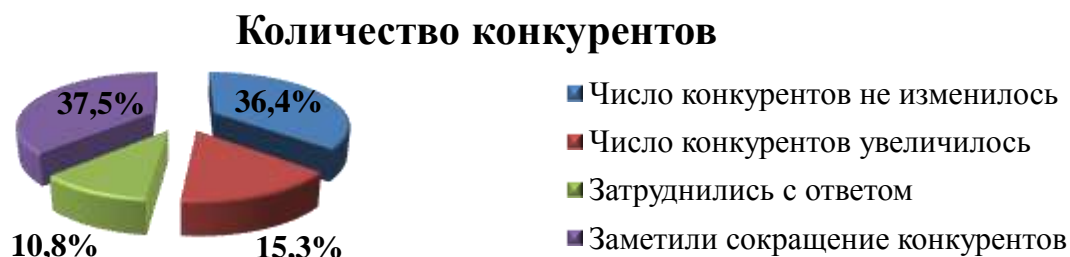 Количество конкурентов
37,5%
36,4%
10,8%
15,3%
Число конкурентов не изменилось
Число конкурентов увеличилось
Затруднились с ответом
Заметили сокращение конкурентов